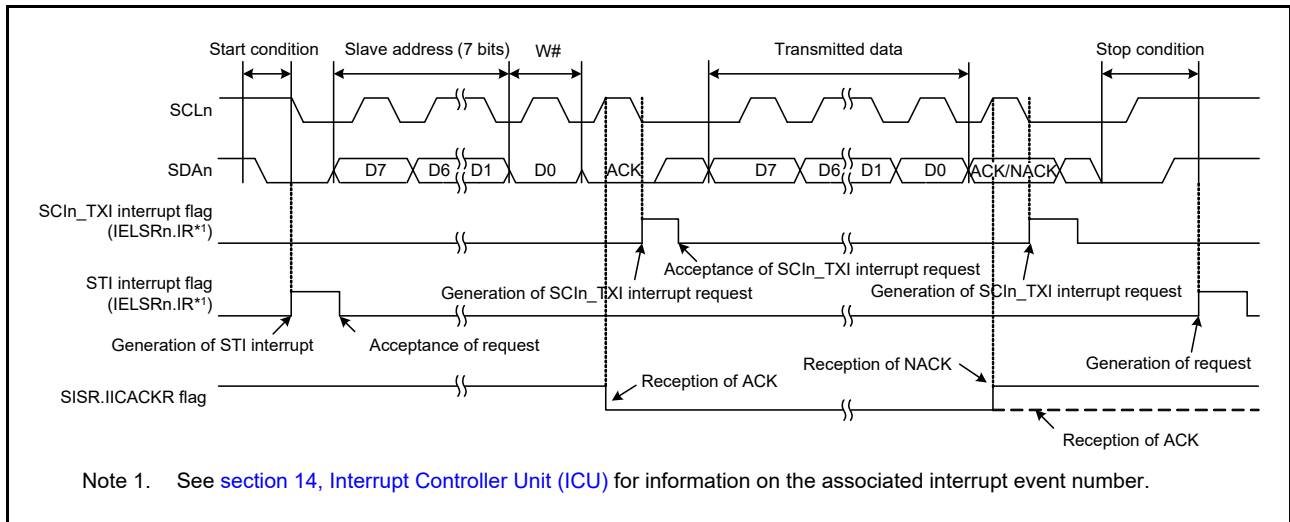 Start condition
Slave address (7 bits)
W#
Transmitted data
Stop condition
SCLn
SDAn
D7
D6
D1
D0
ACK
D7
D6
D1
D0
ACK/NACK
SCIn_TXI interrupt flag
(IELSRn.IR*1)
Acceptance of SCIn_TXI interrupt request
Generation of SCIn_TXI interrupt request
Generation of SCIn_TXI interrupt request
STI interrupt flag
(IELSRn.IR*1)
Generation of STI interrupt
Acceptance of request
Generation of request
SISR.IICACKR flag
Reception of ACK
Reception of NACK
Reception of ACK
Note 1. See section 14, Interrupt Controller Unit (ICU) for information on the associated interrupt event number.